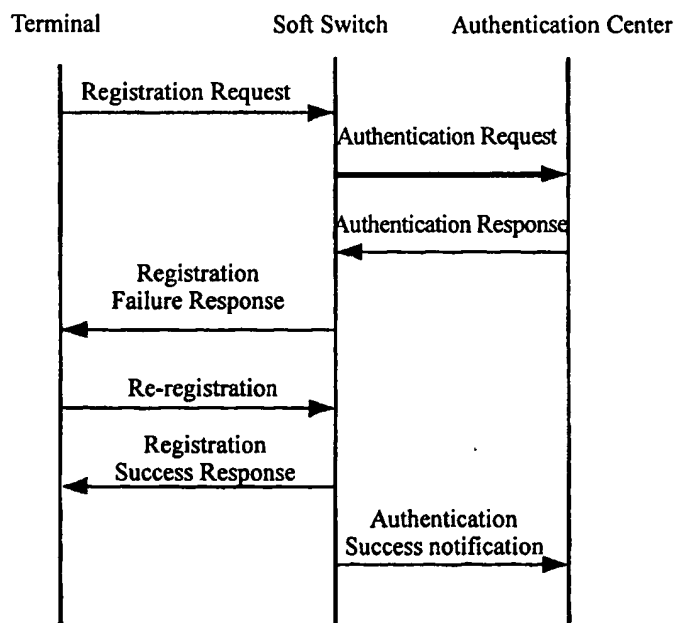 Terminal
Soft Switch
Authentication Center
Registration Request
Authentication Request
Authentication Response
Registration
Failure Response
Re-registration
Registration
Success Response
Authentication
Success notification